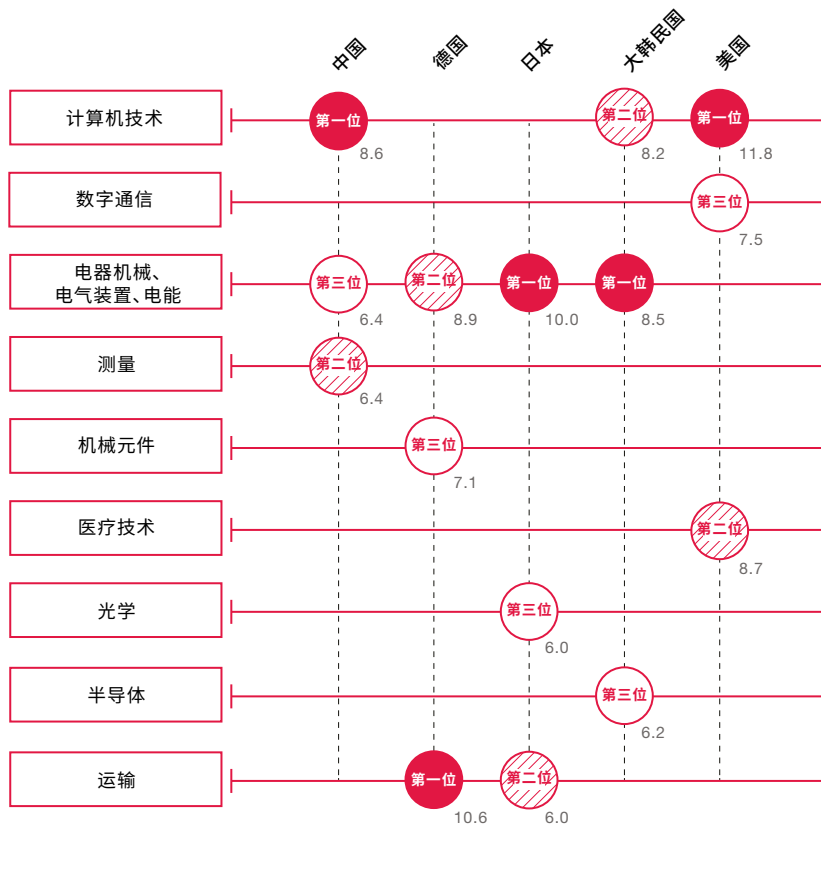 中国
德国
日本
大韩民国
美国
计算机技术
第一位
8.6
第二位
8.2
第一位
11.8
数字通信
第三位
7.5
电器机械、
电气装置、电能
第三位
6.4
第二位
8.9
第一位
10.0
第一位
8.5
测量
第二位
6.4
机械元件
第三位
7.1
医疗技术
第二位
8.7
光学
第三位
6.0
半导体
第三位
6.2
运输
第一位
10.6
第二位
6.0